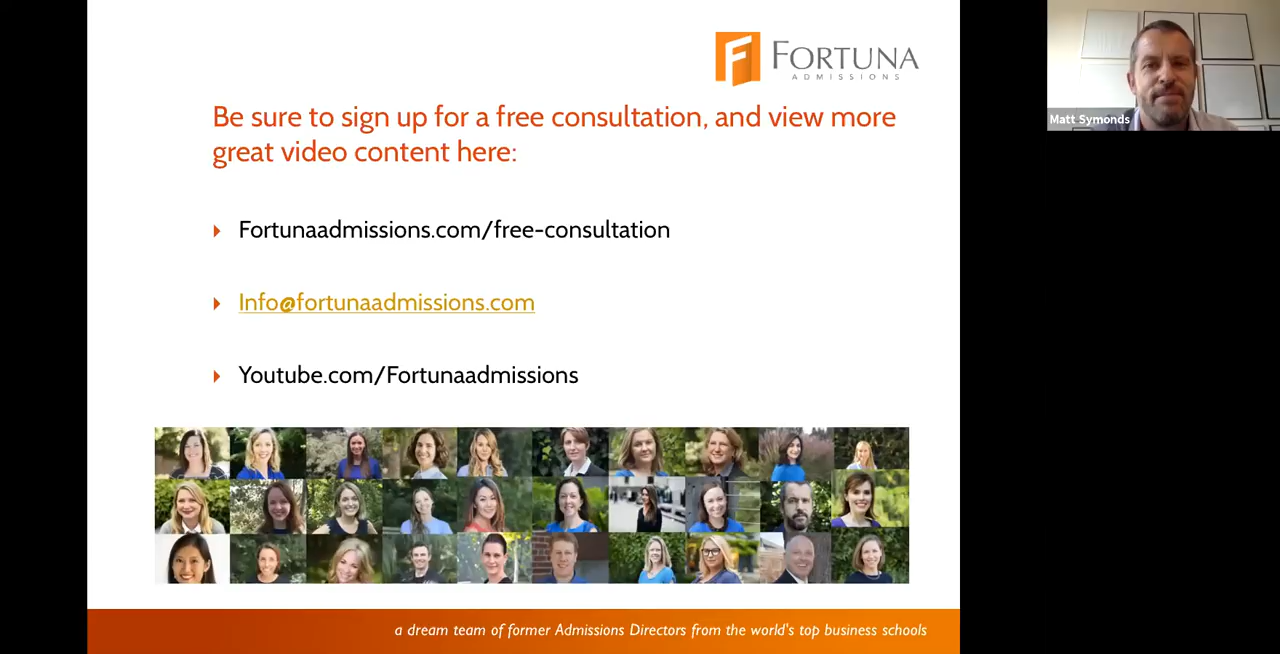 FORTUNA
ADMISSIONS
Matt Symonds
Be sure to sign up for a free consultation, and view more
great video content here:
Fortunaadmissions.com/free-consultation
Info@fortunaadmissions.com
Youtube.com/Fortunaadmissions
a dream team of former Admissions Directors from the world's top business schools